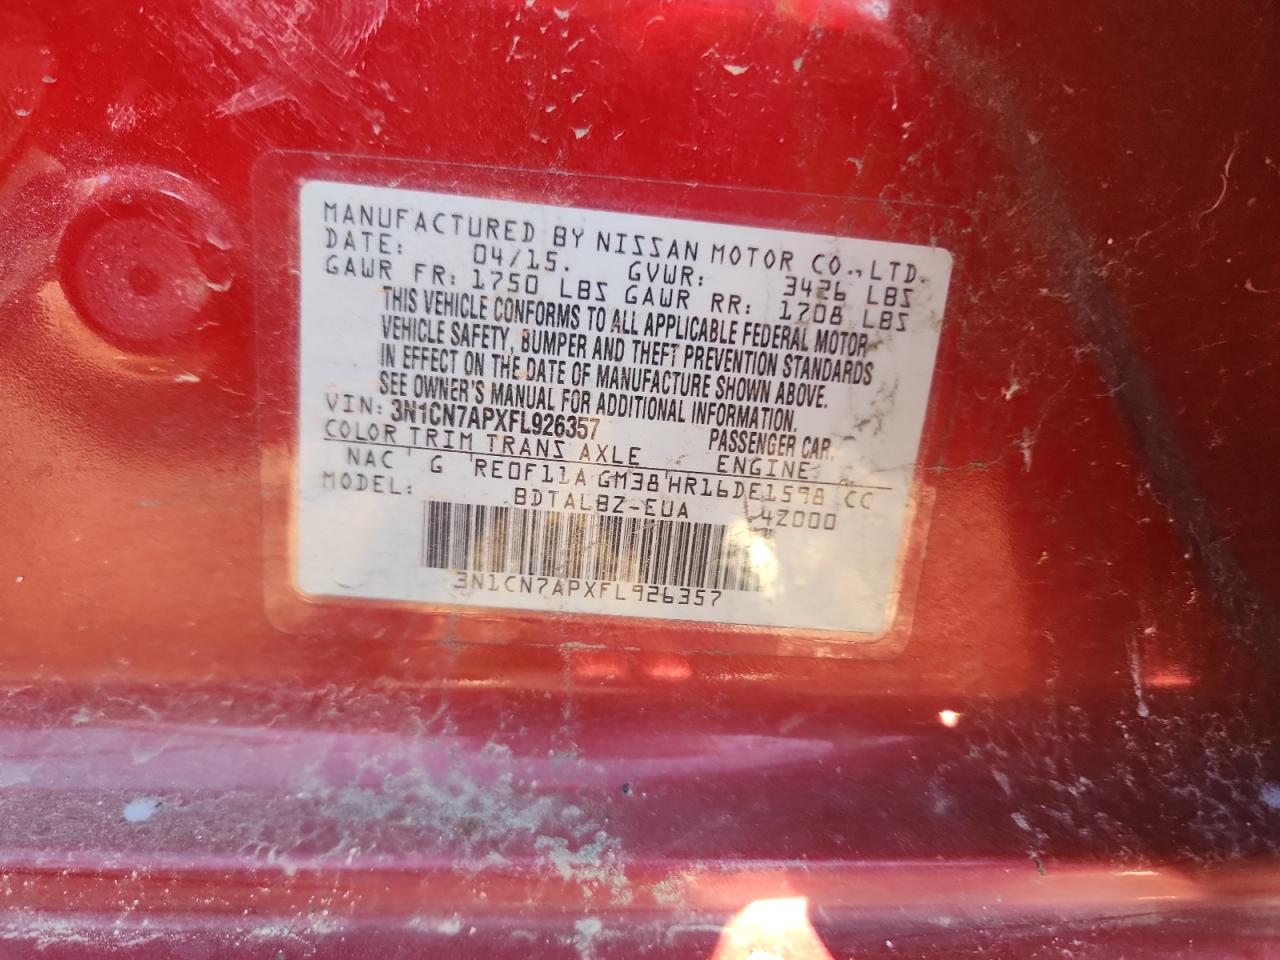 MANUFACTURED BY NISSAN MOTOR CO., LTD.
DATE: 04/15. GVWR: 3426 LBS
GAWR FR: 1750 LBS GAWR RR: 1708 LBS
THIS VEHICLE CONFORMS TO ALL APPLICABLE FEDERAL MOTOR
VEHICLE SAFETY, BUMPER AND THEFT PREVENTION STANDARDS
IN EFFECT ON THE DATE OF MANUFACTURE SHOWN ABOVE.
SEE OWNER'S MANUAL FOR ADDITIONAL INFORMATION.
VIN: 3N1CN7APXFL926357 PASSENGER CAR.
COLOR TRIM TRANS AXLE ENGINE
NAC G RE0F11A GM38 HR16DE1598 CC
MODEL: BDTALBZ-EUA 4Z000
3N1CN7APXFL926357